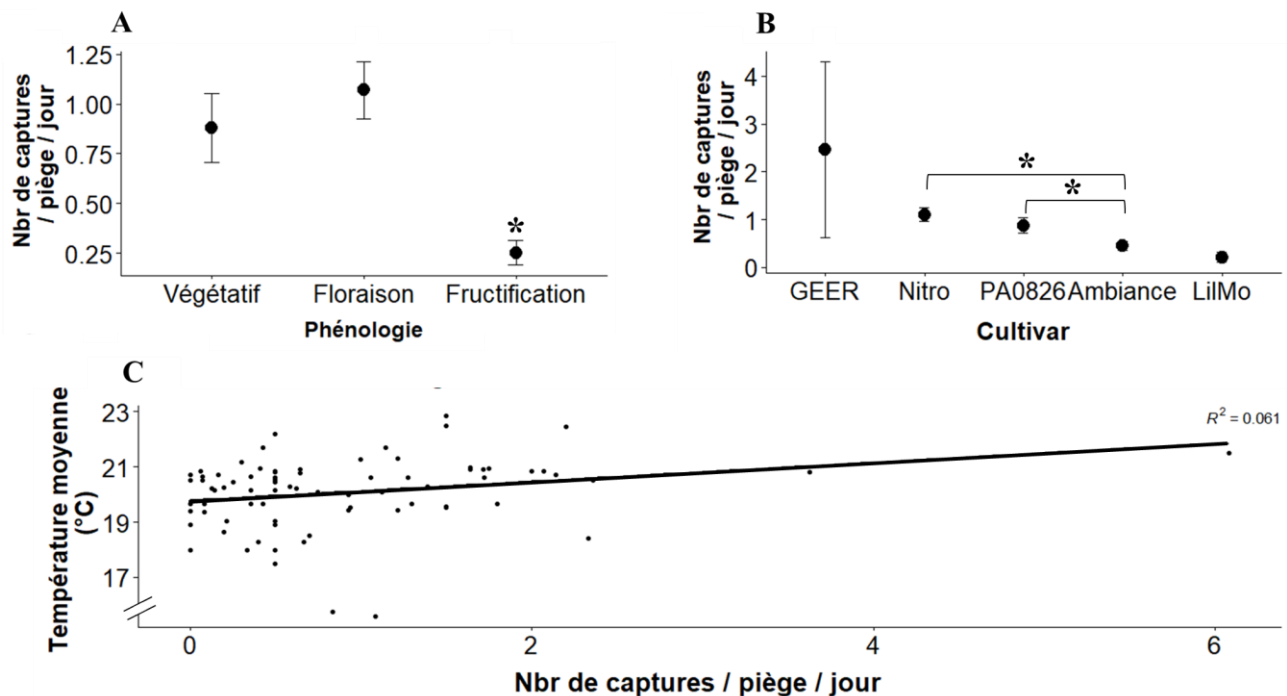 A
Nbr de captures
/ piège / jour
1.25
1.00
0.75
0.50
0.25
*
Végétatif
Floraison
Fructification
Phénologie
B
Nbr de captures
/ piège / jour
4
3
2
1
0
*
*
GEER
Nitro
PA0826
Ambiance
LilMo
Cultivar
C
Température moyenne
(°C)
23
21
19
17
R² = 0.061
0
2
4
6
Nbr de captures / piège / jour